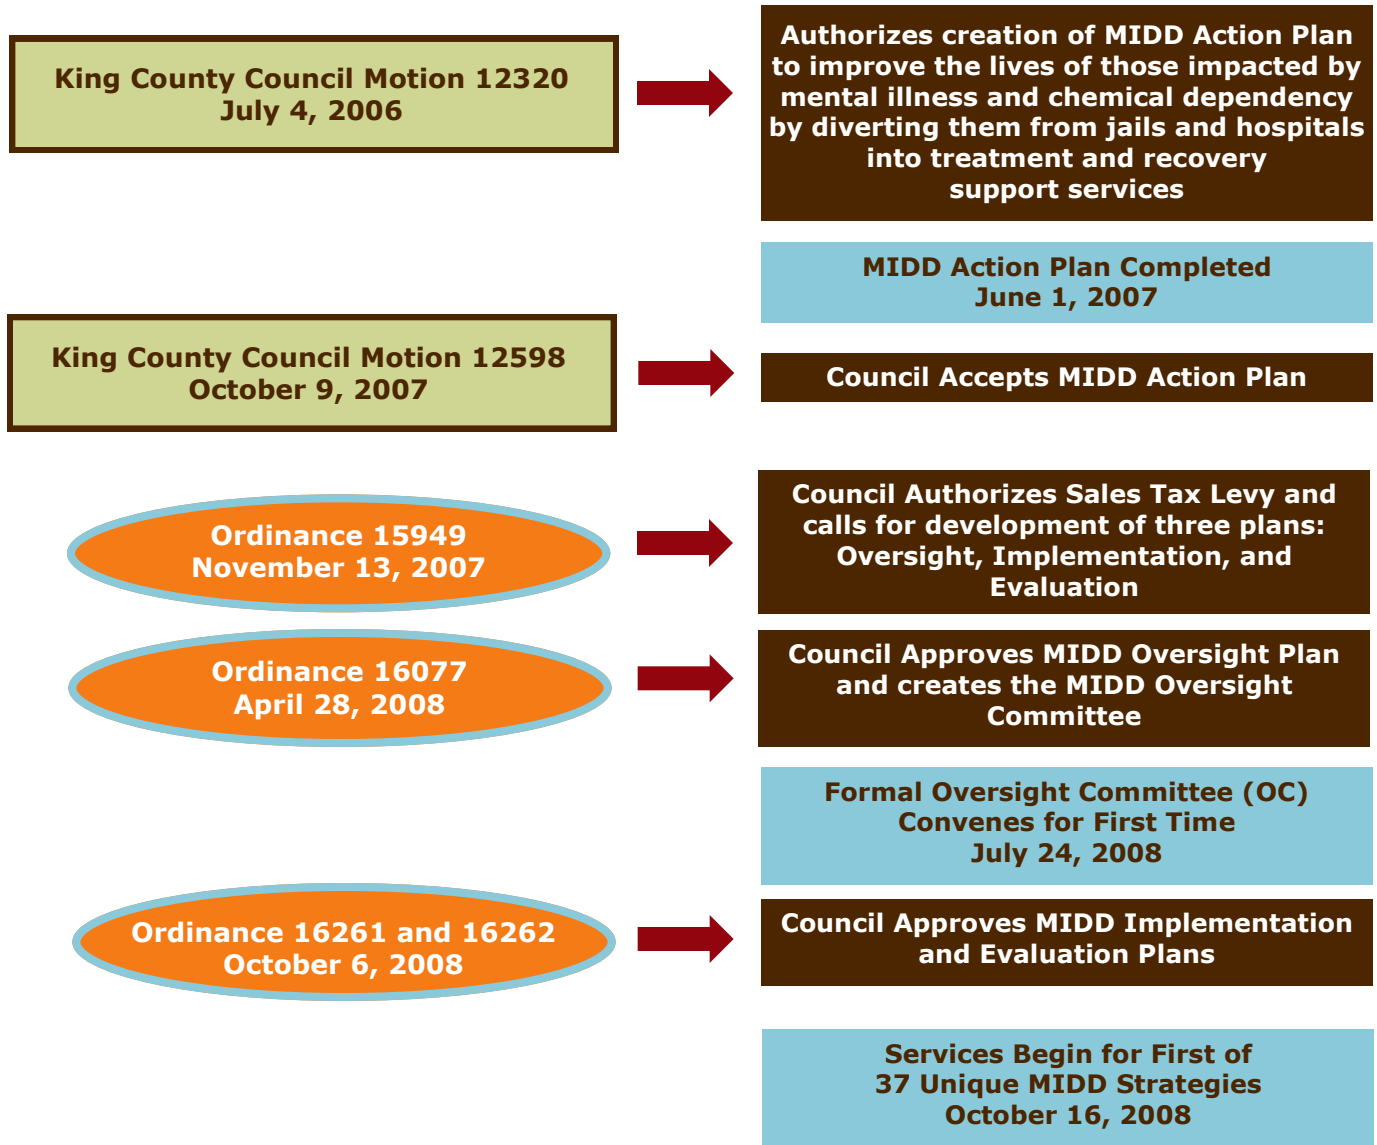 King County Council Motion 12320
July 4, 2006
Authorizes creation of MIDD Action Plan
to improve the lives of those impacted by
mental illness and chemical dependency
by diverting them from jails and hospitals
into treatment and recovery
support services
MIDD Action Plan Completed
June 1, 2007
King County Council Motion 12598
October 9, 2007
Council Accepts MIDD Action Plan
Ordinance 15949
November 13, 2007
Council Authorizes Sales Tax Levy and
calls for development of three plans:
Oversight, Implementation, and
Evaluation
Ordinance 16077
April 28, 2008
Council Approves MIDD Oversight Plan
and creates the MIDD Oversight
Committee
Formal Oversight Committee (OC)
Convenes for First Time
July 24, 2008
Ordinance 16261 and 16262
October 6, 2008
Council Approves MIDD Implementation
and Evaluation Plans
Services Begin for First of
37 Unique MIDD Strategies
October 16, 2008